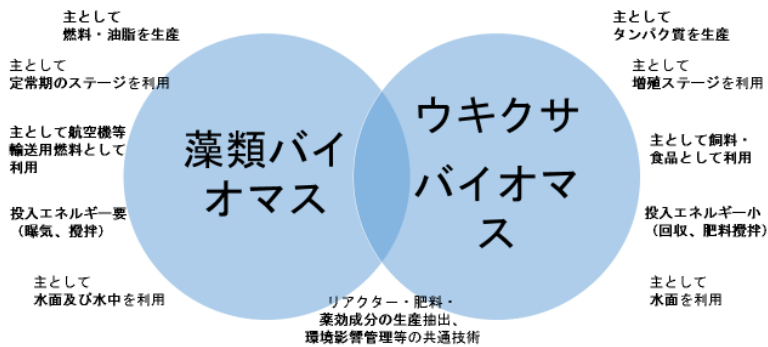 主として
燃料・油脂を生産
主として
定常期のステージを利用
主として航空機等
輸送用燃料として
利用
投入エネルギー要
（曝気、攪拌）
主として
水面及び水中を利用
藻類バイ
オマス
ウキクサ
バイオマ
ス
主として
タンパク質を生産
主として
増殖ステージを利用
主として飼料・
食品として利用
投入エネルギー小
（回収、肥料攪拌）
主として
水面を利用
リアクター・肥料・
薬効成分の生産抽出、
環境影響管理等の共通技術